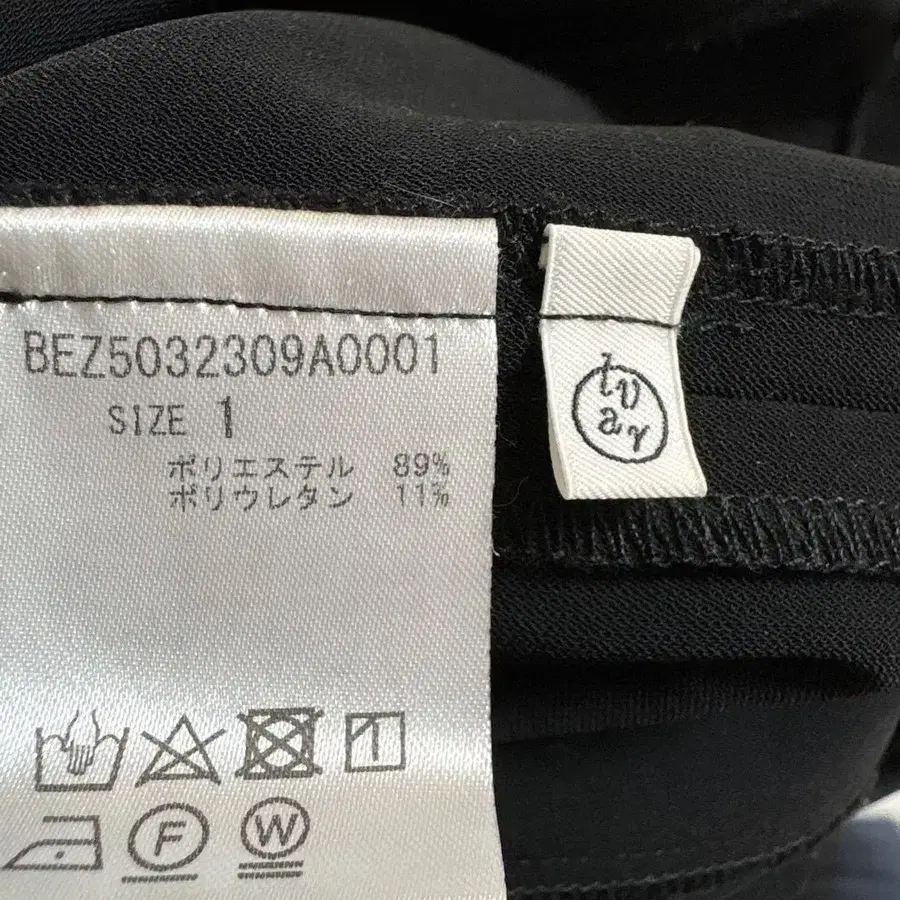 BEZ5032309A0001
SIZE 1
ポリエステル 89%
ポリウレタン 11%
F
W